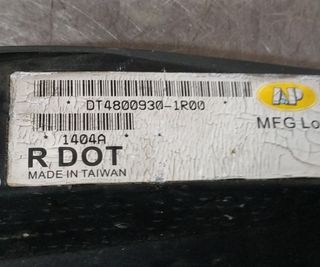 DT4800930-1R00
AP
1404A
MFG Lo
R DOT
MADE IN TAIWAN